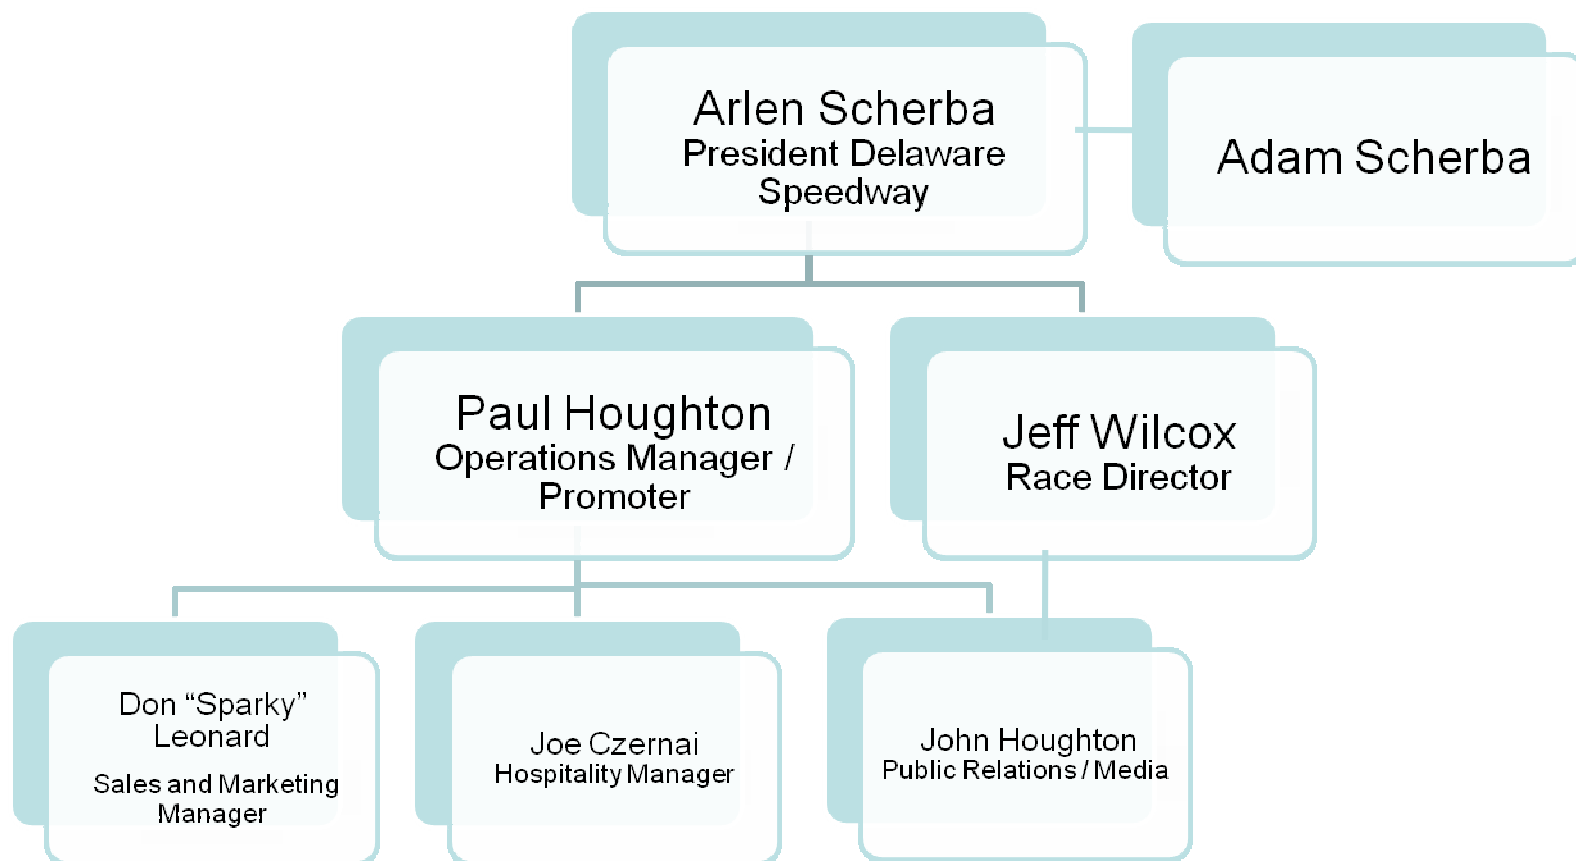 Arlen Scherba
President Delaware
Speedway
Adam Scherba
Paul Houghton
Operations Manager /
Promoter
Jeff Wilcox
Race Director
Don “Sparky”
Leonard
Sales and Marketing
Manager
Joe Czernai
Hospitality Manager
John Houghton
Public Relations / Media